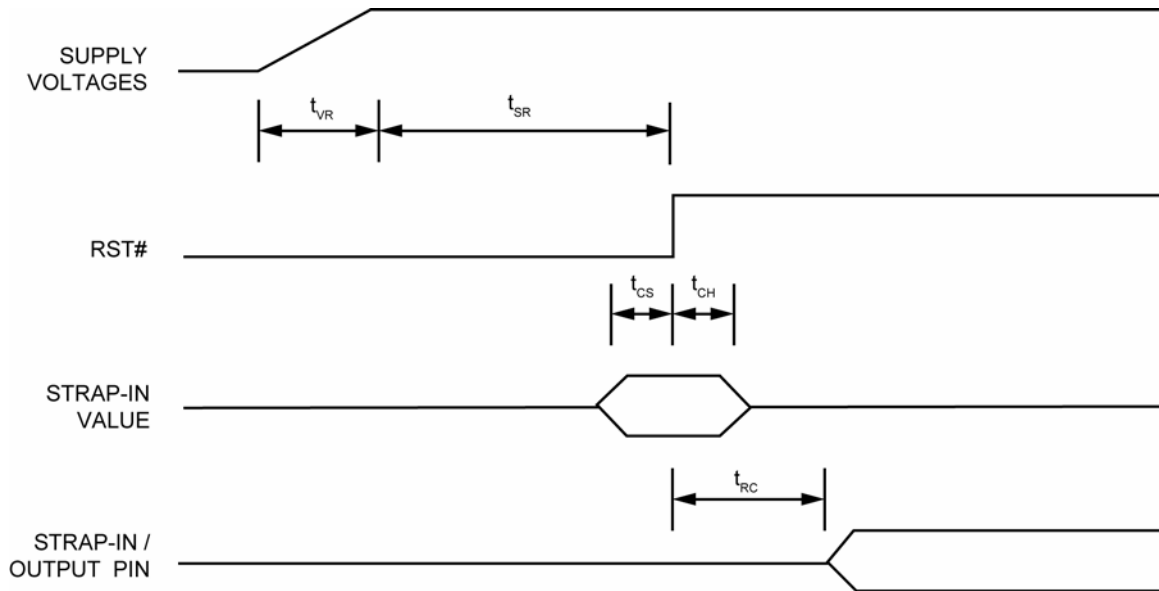 SUPPLY
VOLTAGES
tVR
tSR
RST#
tCS
tCH
STRAP-IN
VALUE
tRC
STRAP-IN /
OUTPUT PIN